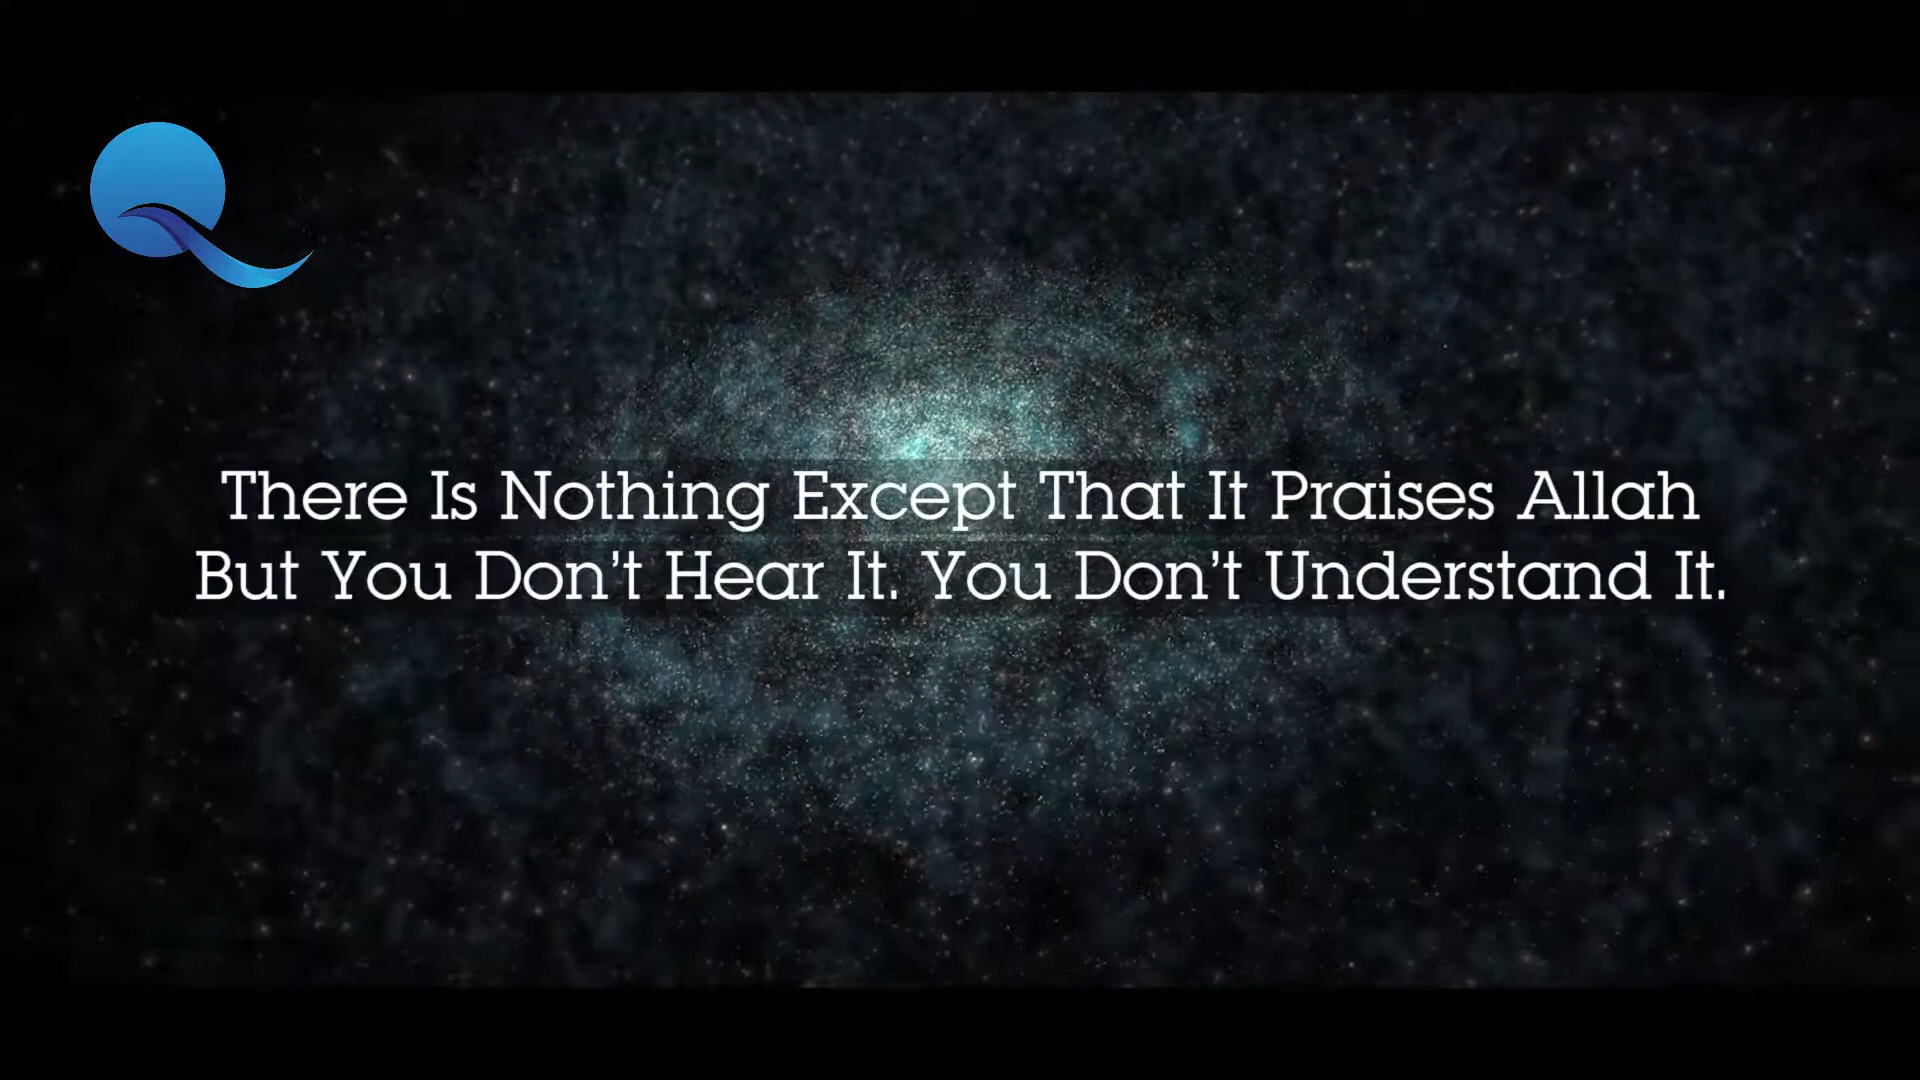 There Is Nothing Except That It Praises Allah
But You Don’t Hear It. You Don’t Understand It.